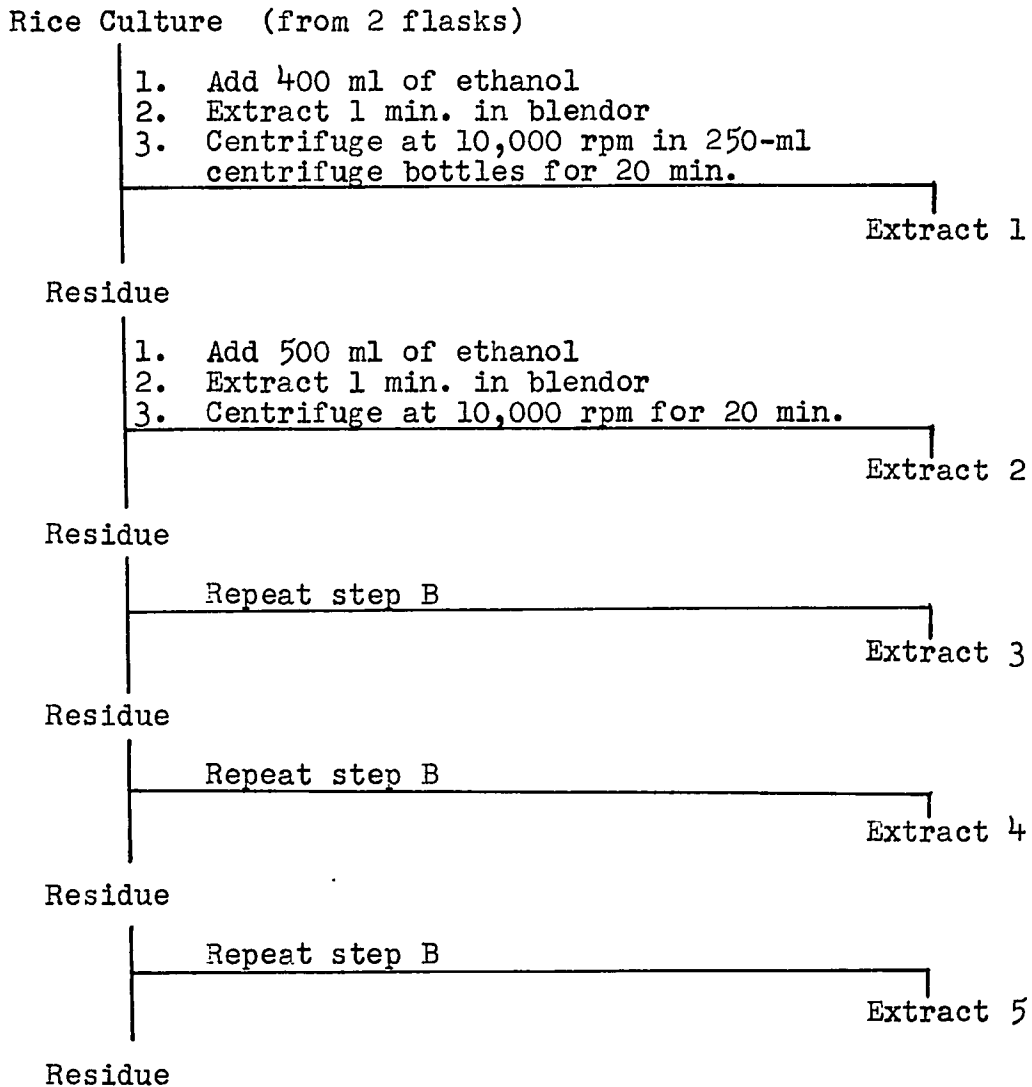 Rice Culture (from 2 flasks)
1. Add 400 ml of ethanol
2. Extract 1 min. in blendor
3. Centrifuge at 10,000 rpm in 250-ml
centrifuge bottles for 20 min.
Extract 1
Residue
1. Add 500 ml of ethanol
2. Extract 1 min. in blendor
3. Centrifuge at 10,000 rpm for 20 min.
Extract 2
Residue
Repeat step B
Extract 3
Residue
Repeat step B
Extract 4
Residue
Repeat step B
Extract 5
Residue